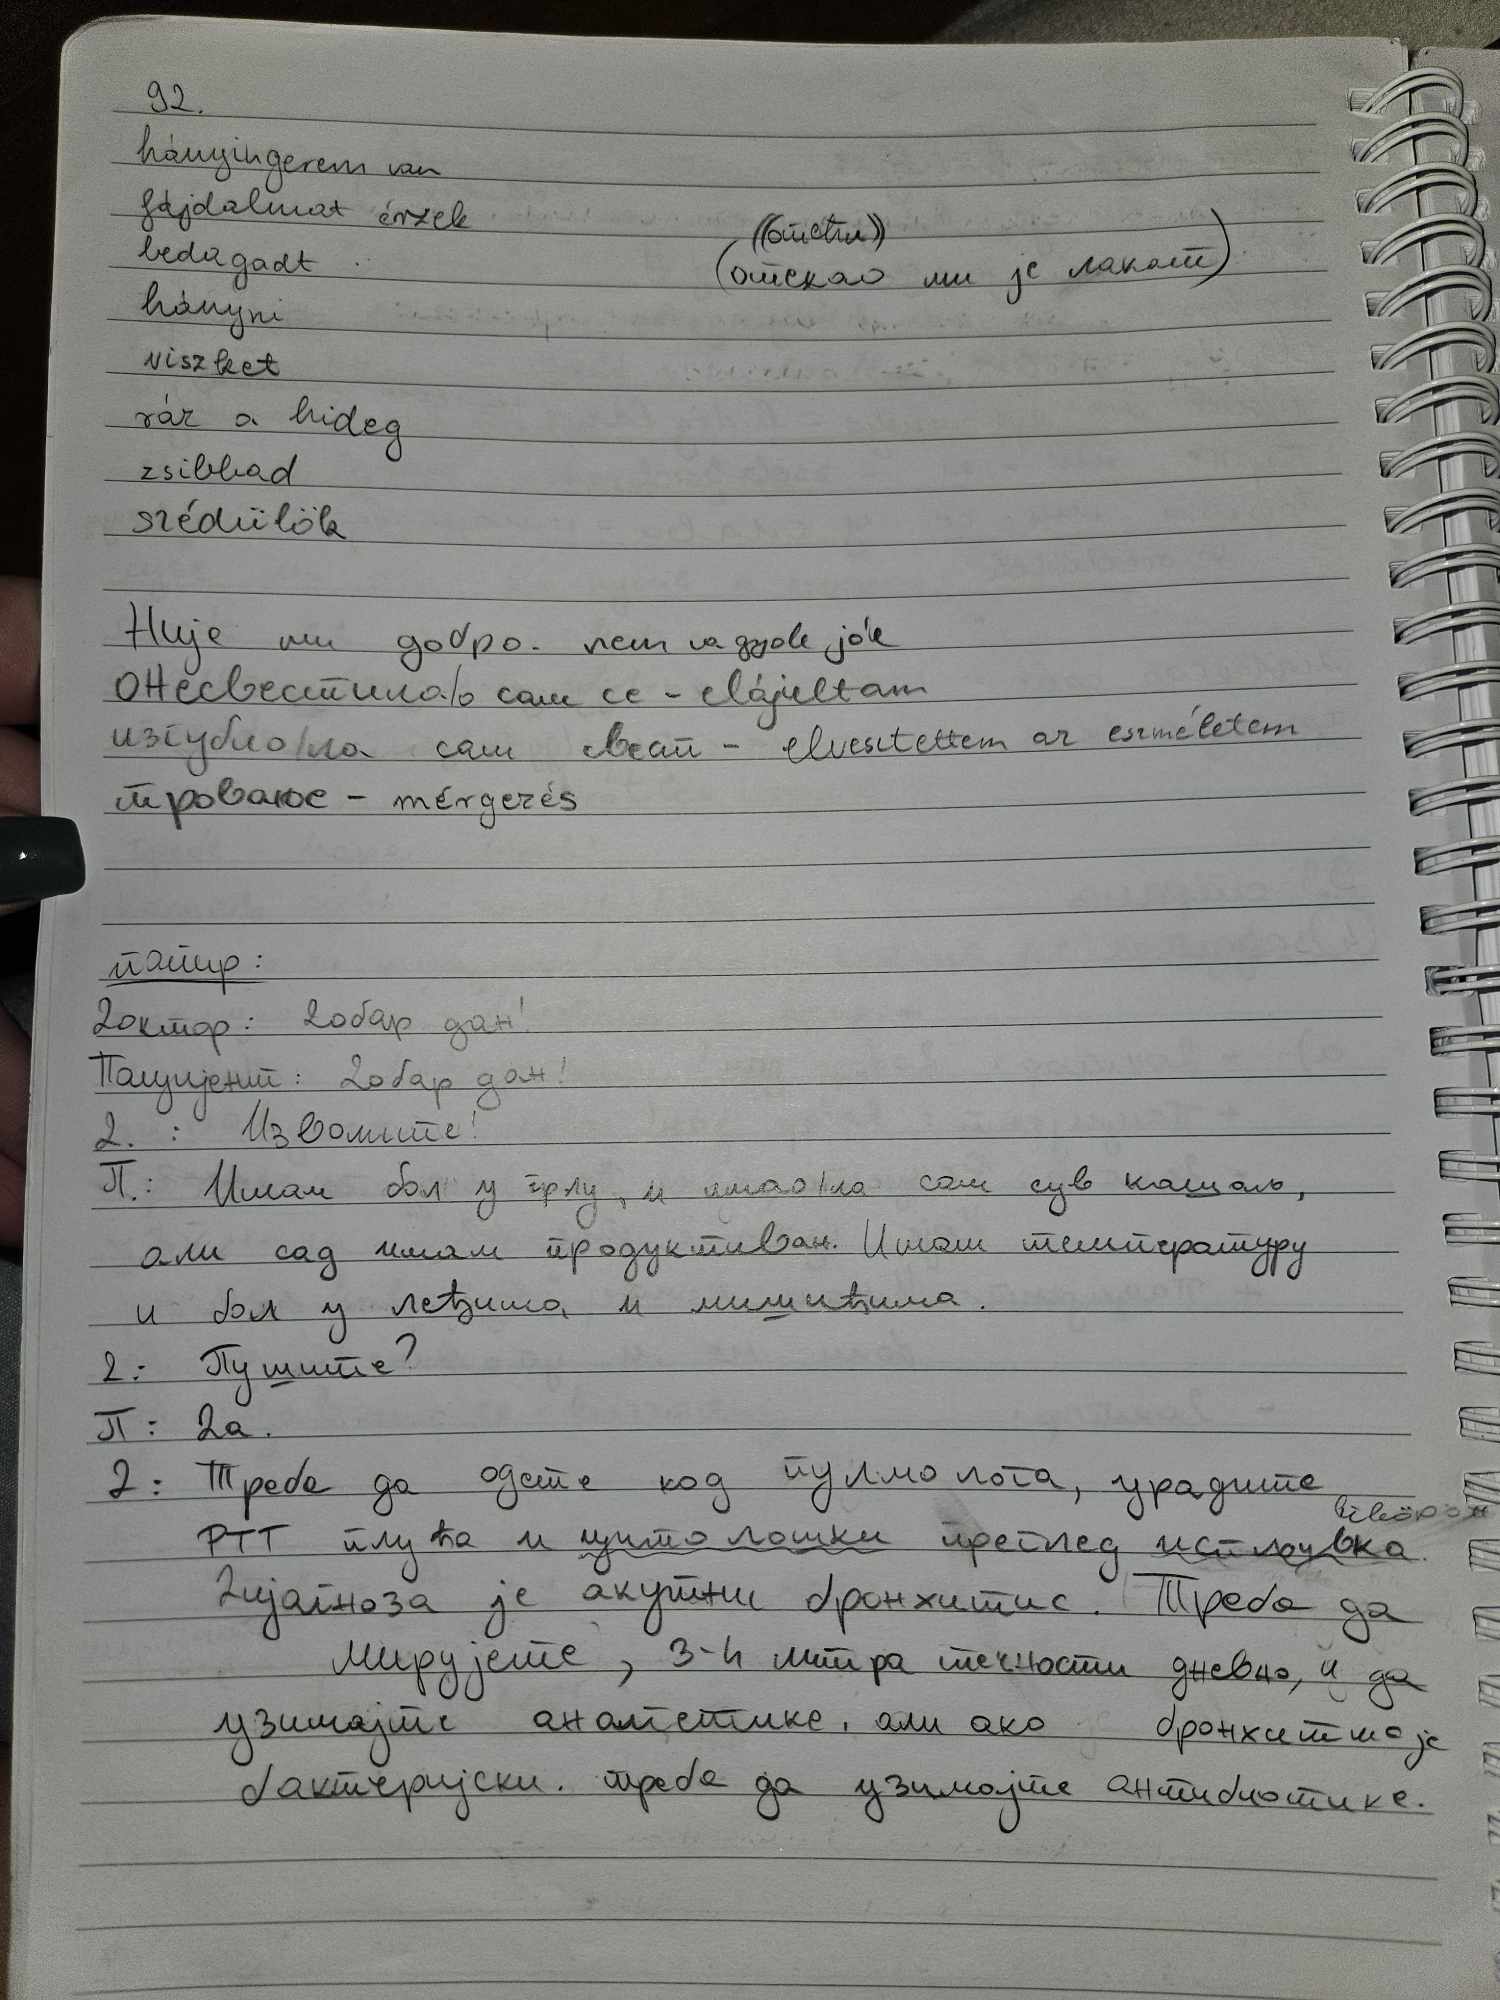 92.
hányingerem van
fájdalmat érzek
((отећи))
bedagadt (отекао ми је лакат)
hányni
viszket
ráz a hideg
zsibbad
szédülök
Није ми добро. nem vagyok jól
Онесвестила/о сам се - elájultam
изгубио/ла сам свест - elvesztettem az eszméletem
тровање - mérgezés
папир:
Доктор: Добар дан!
Пацијент: Добар дан!
Д. : Изволите!
П.: Имам бол у грлу, и имао/ла сам сув кашаљ,
али сад имам продуктиван. Имам температуру
и бол у леђима и мишићима.
Д: Пушите?
П: Да.
Д: Треба да одете код пулмолога, урадите
РТГ плућа и цитолошки преглед испљувка.
Дијагноза је акутни бронхитис. Треба да
мирујете, 3-4 литра течности дневно, и да
узимајте аналгетике, али ако бронхитис је
бактеријски. треба да узимајте антибиотике.